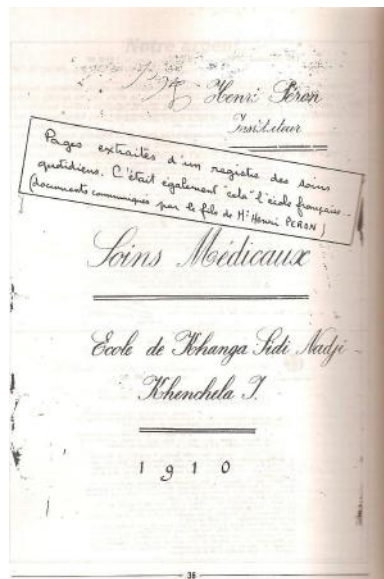 Henri Péron
Instituteur
Pages extraites d'un registre des soins
quotidiens. C'était également "cela" l'école française -
(documents communiqués par le fils de Mr Henri PERON)
Soins Médicaux
Ecole de Khanga Sidi Nadji -
Khenchela I.
1910
36